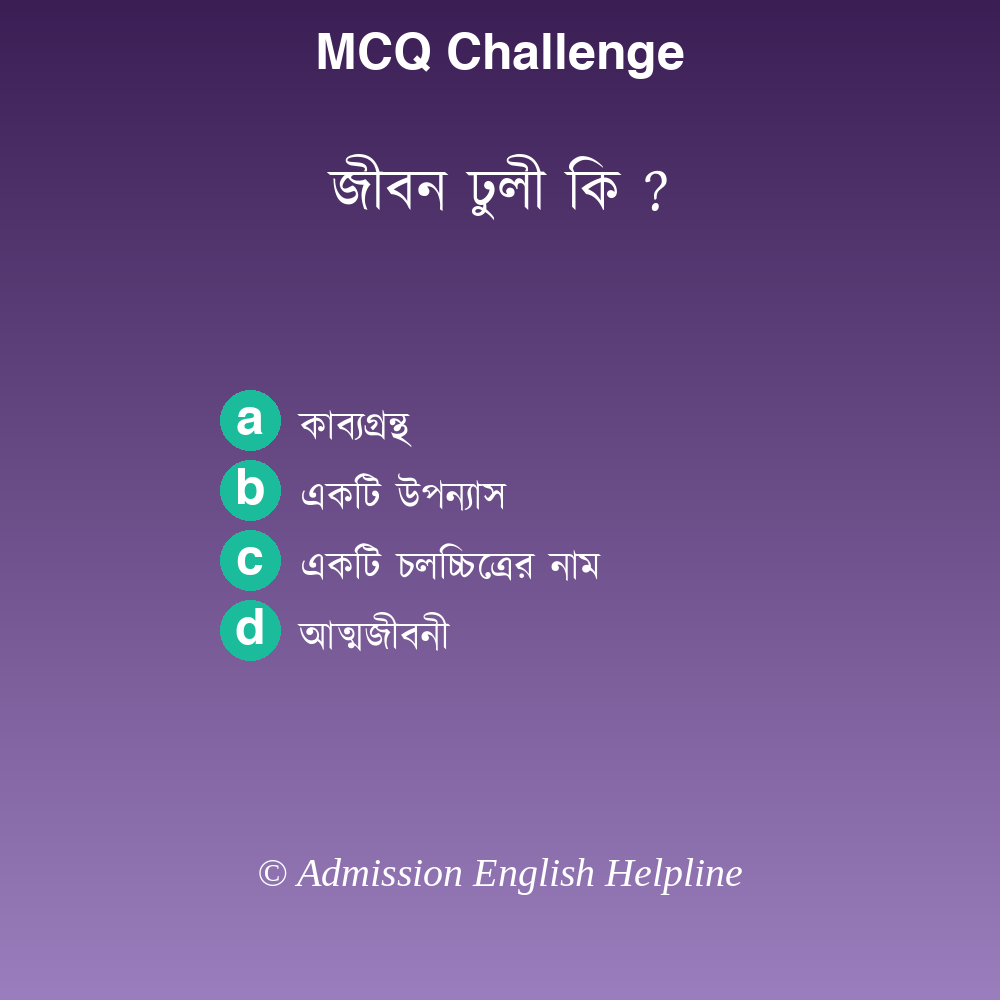 MCQ Challenge
জীবন ঢুলী কি ?
a কাব্যগ্রন্থ
b একটি উপন্যাস
c একটি চলচ্চিত্রের নাম
d আত্মজীবনী
© Admission English Helpline